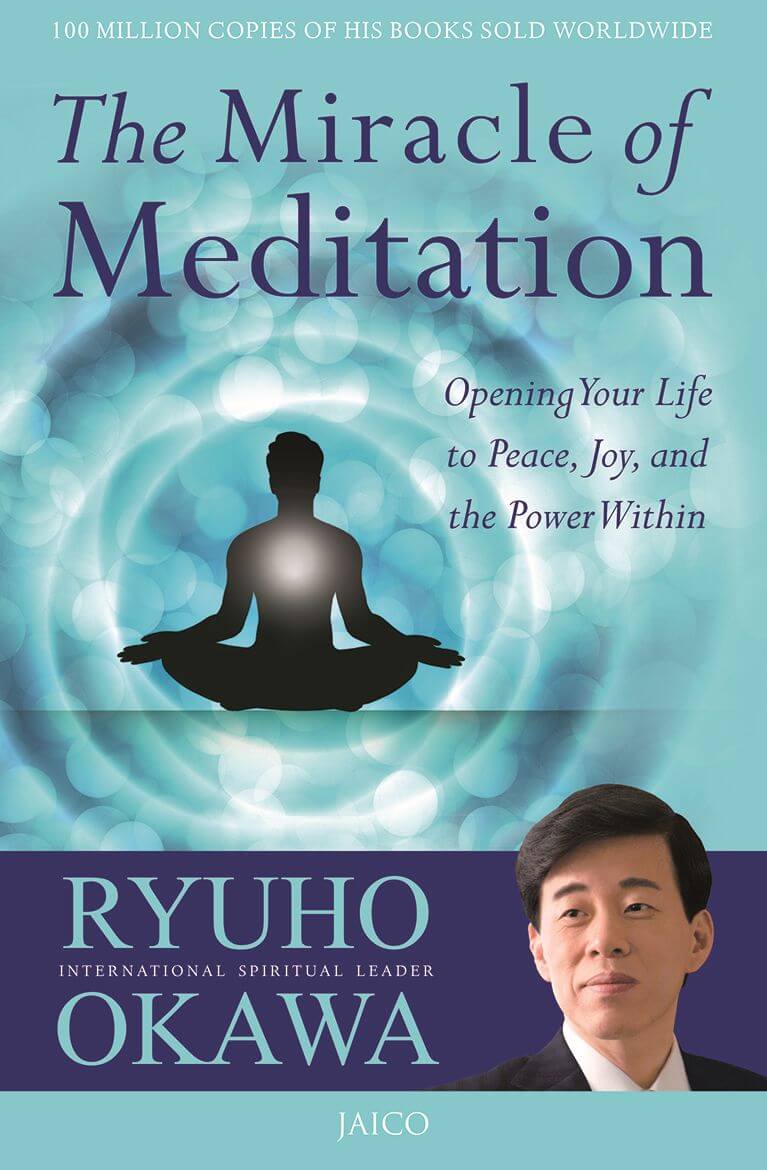 100 MILLION COPIES OF HIS BOOKS SOLD WORLDWIDE
The Miracle of
Meditation
Opening Your Life
to Peace, Joy, and
the Power Within
RYUHO
INTERNATIONAL SPIRITUAL LEADER
OKAWA
JAICO